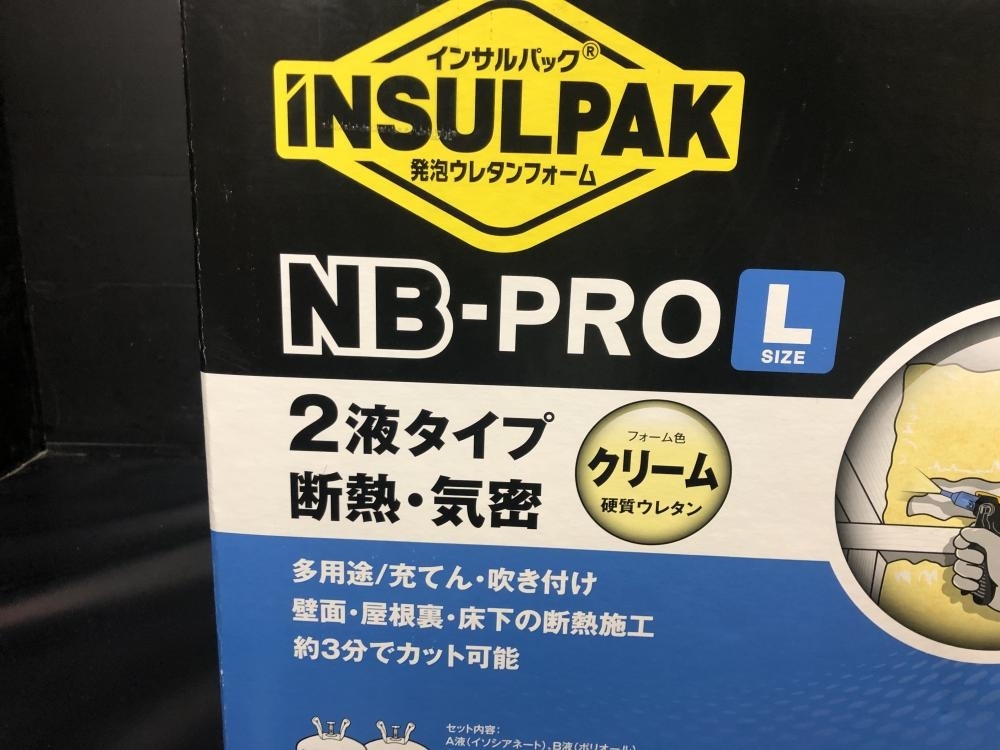 インサルパック®
INSULPAK
発泡ウレタンフォーム
NB-PRO L
SIZE
2液タイプ
断熱・気密
フォーム色
クリーム
硬質ウレタン
多用途/充てん・吹き付け
壁面・屋根裏・床下の断熱施工
約3分でカット可能
セット内容:
A液(イソシアネート)、B液(ポリオール)